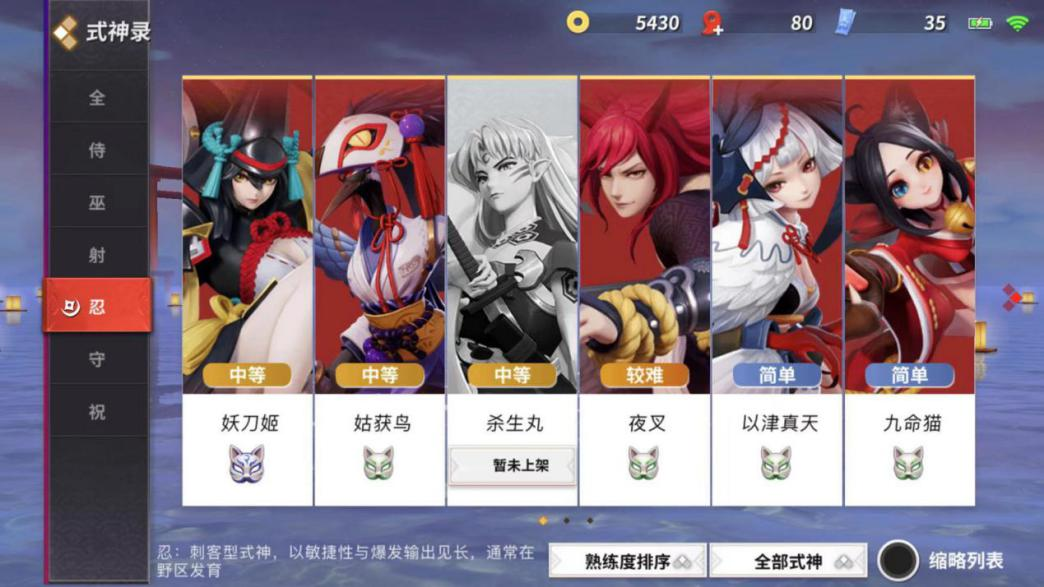 式神录
5430
80
35
全
侍
巫
射
忍
守
祝
中等
中等
中等
较难
简单
简单
妖刀姬
姑获鸟
杀生丸
夜叉
以津真天
九命猫
暂未上架
忍：刺客型式神，以敏捷性与爆发输出见长，通常在
野区发育
熟练度排序
全部式神
缩略列表